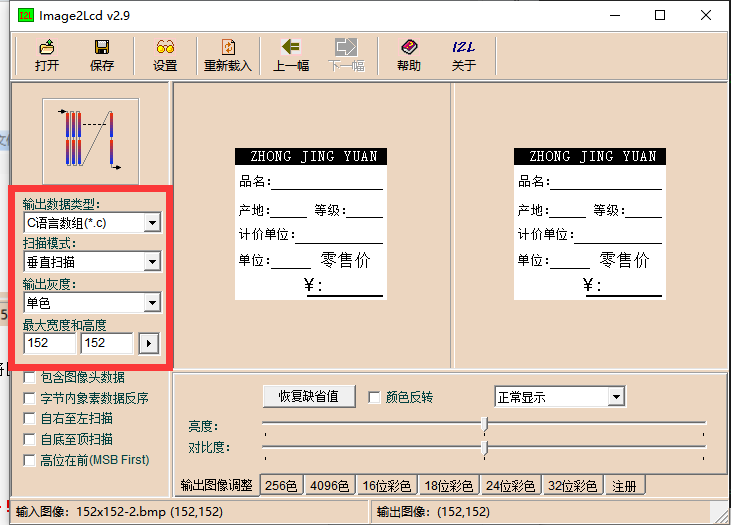 Image2Lcd v2.9
打开 保存 设置 重新载入 上一幅 下一幅 帮助 关于
I2L
输出数据类型:
C语言数组(*.c)
扫描模式:
垂直扫描
输出灰度:
单色
最大宽度和高度
152 152
包含图像头数据
字节内象素数据反序
自右至左扫描
自底至顶扫描
高位在前(MSB First)
ZHONG JING YUAN
品名:
产地: 等级:
计价单位:
单位: 零售价
¥:
ZHONG JING YUAN
品名:
产地: 等级:
计价单位:
单位: 零售价
¥:
恢复缺省值 颜色反转 正常显示
亮度:
对比度:
输出图像调整 256色 4096色 16位彩色 18位彩色 24位彩色 32位彩色 注册
输入图像: 152x152-2.bmp (152,152) 输出图像: (152,152)